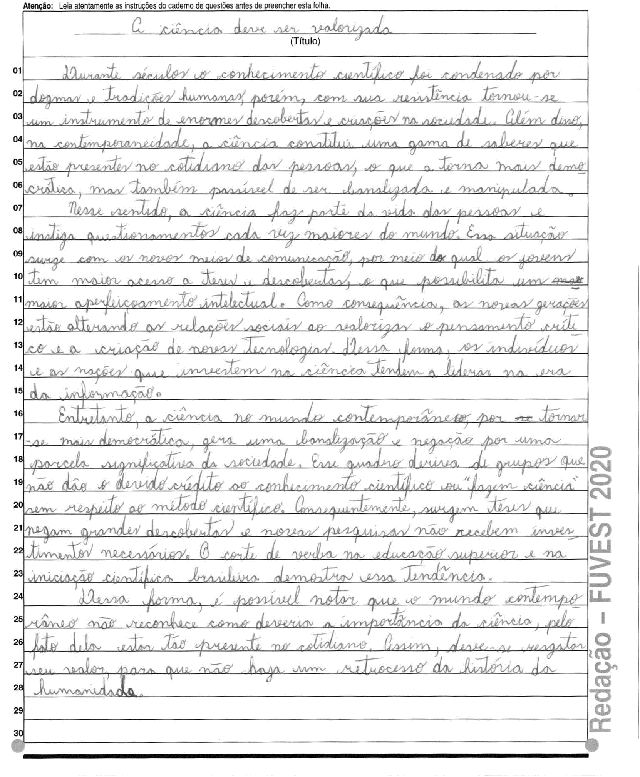 Atenção: Leia atentamente as instruções do caderno de questões antes de preencher esta folha.
A ciência deve ser valorizada
(Título)
01 Durante séculos o conhecimento científico foi condenado por
02 dogmas e tradições humanas, porém, com sua resistência tornou-se
03 um instrumento de enormes descobertas e criações na sociedade. Além disso,
04 na contemporaneidade, a ciência constitui uma gama de saberes que
05 estão presentes no cotidiano das pessoas, o que a torna mais demo
06 crática, mas também passível de ser banalizada e manipulada.
07 Nesse sentido, a ciência faz parte da vida das pessoas e
08 instiga questionamentos cada vez maiores do mundo. Essa situação
09 surge com os novos meios de comunicação, por meio do qual os jovens
10 tem maior acesso a teses e descobertas, o que possibilita um
11 maior aperfeiçoamento intelectual. Como consequência, as novas gerações
12 estão alterando as relações sociais ao valorizar o pensamento críti
13 co e a criação de novas tecnologias. Dessa forma, os indivíduos
14 e as nações que investem na ciência tendem a liderar na era
15 da informação.
16 Entretanto, a ciência no mundo contemporâneo, por tornar
17 se mais democrática, gera uma banalização e negação por uma
18 parcela significativa da sociedade. Esse quadro deriva de grupos que
19 não dão o devido crédito ao conhecimento científico ou "fazem ciência"
20 sem respeito ao método científico. Consequentemente, surgem teses que
21 negam grandes descobertas e novas pesquisas não recebem inves
22 timentos necessários. O corte de verba na educação superior e na
23 iniciação científica brasileira demostra essa tendência.
24 Dessa forma, é possível notar que o mundo contempo
25 râneo não reconhece como deveria a importância da ciência, pelo
26 fato dela estar tão presente no cotidiano. Assim, deve-se resgatar
27 seu valor, para que não haja um retrocesso da história da
28 humanidade.
29
30
Redação – FUVEST 2020